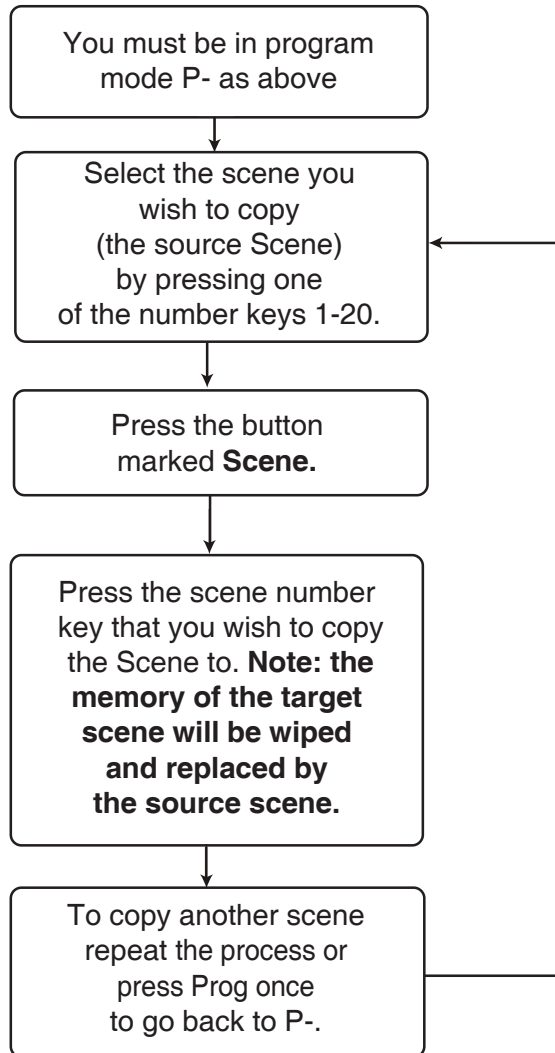 You must be in program
mode P- as above
Select the scene you
wish to copy
(the source Scene)
by pressing one
of the number keys 1-20.
Press the button
marked Scene.
Press the scene number
key that you wish to copy
the Scene to. Note: the
memory of the target
scene will be wiped
and replaced by
the source scene.
To copy another scene
repeat the process or
press Prog once
to go back to P-.